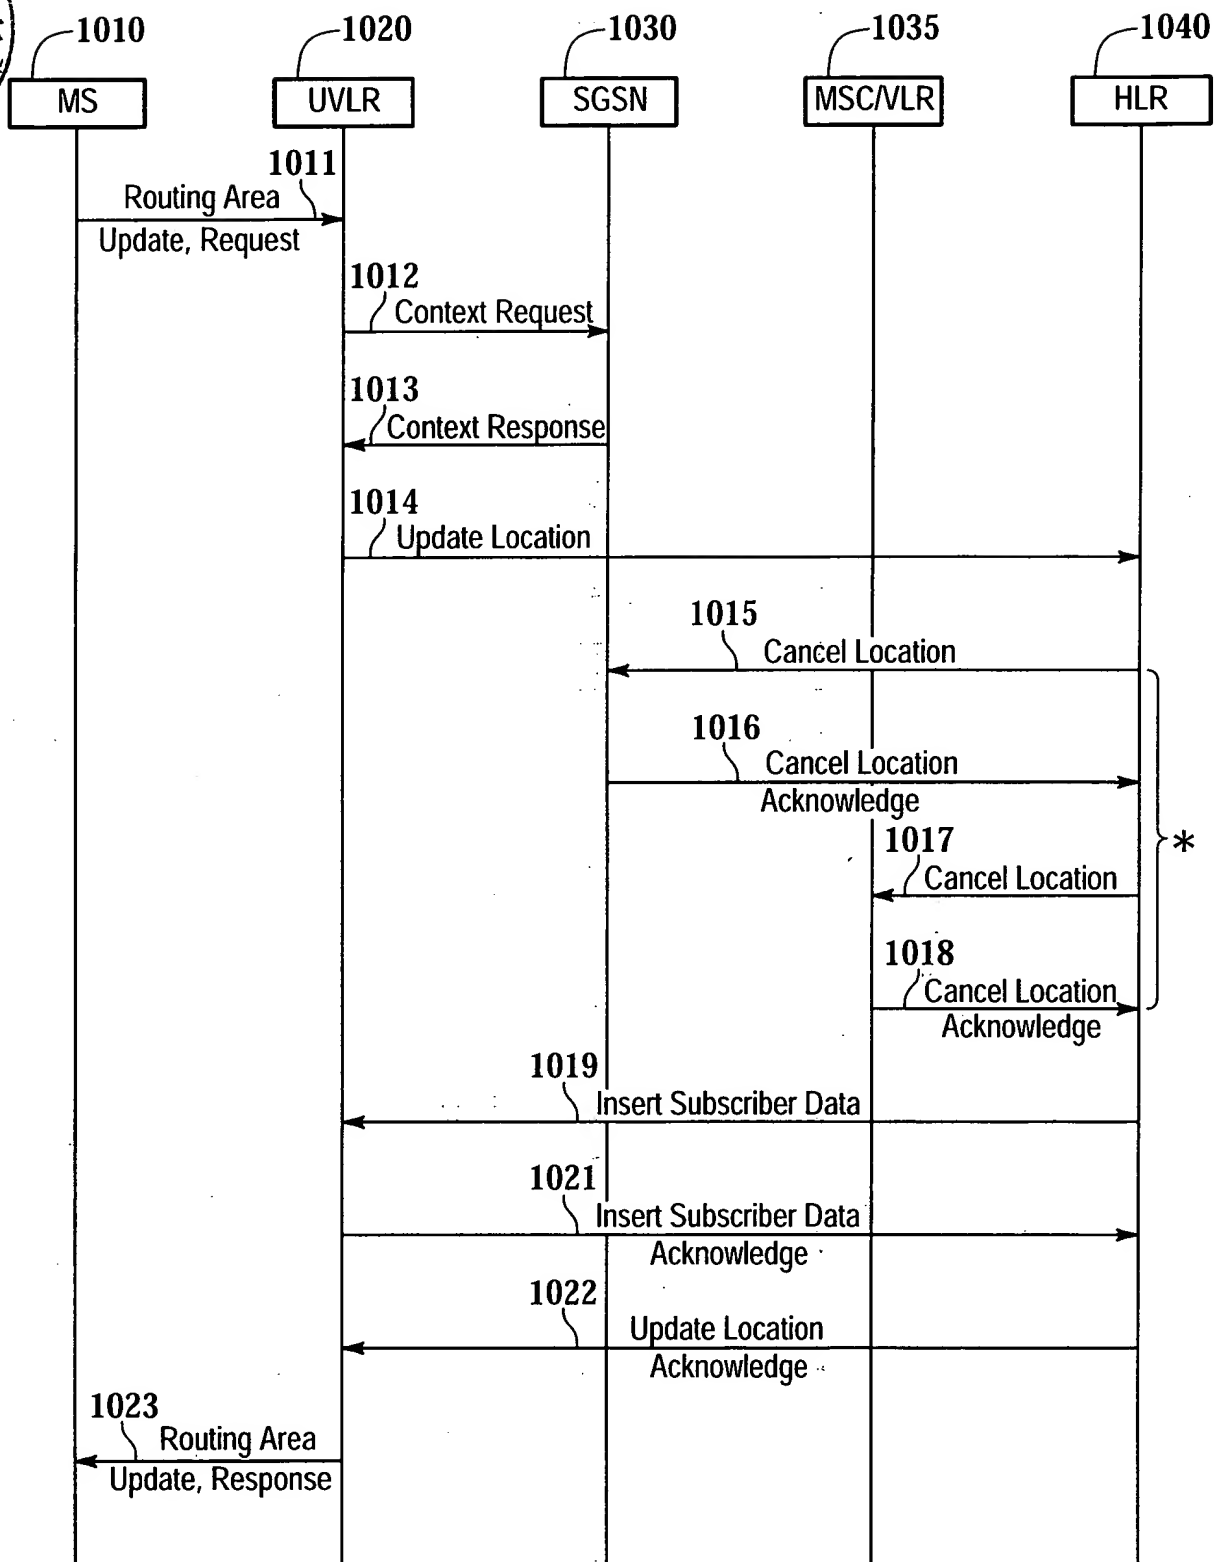 1010 1020 1030 1035 1040
MS UVLR SGSN MSC/VLR HLR
1011
Routing Area
Update, Request
1012
Context Request
1013
Context Response
1014
Update Location
1015
Cancel Location
1016
Cancel Location
Acknowledge
*
1017
Cancel Location
1018
Cancel Location
Acknowledge
1019
Insert Subscriber Data
1021
Insert Subscriber Data
Acknowledge
1022
Update Location
Acknowledge
1023
Routing Area
Update, Response